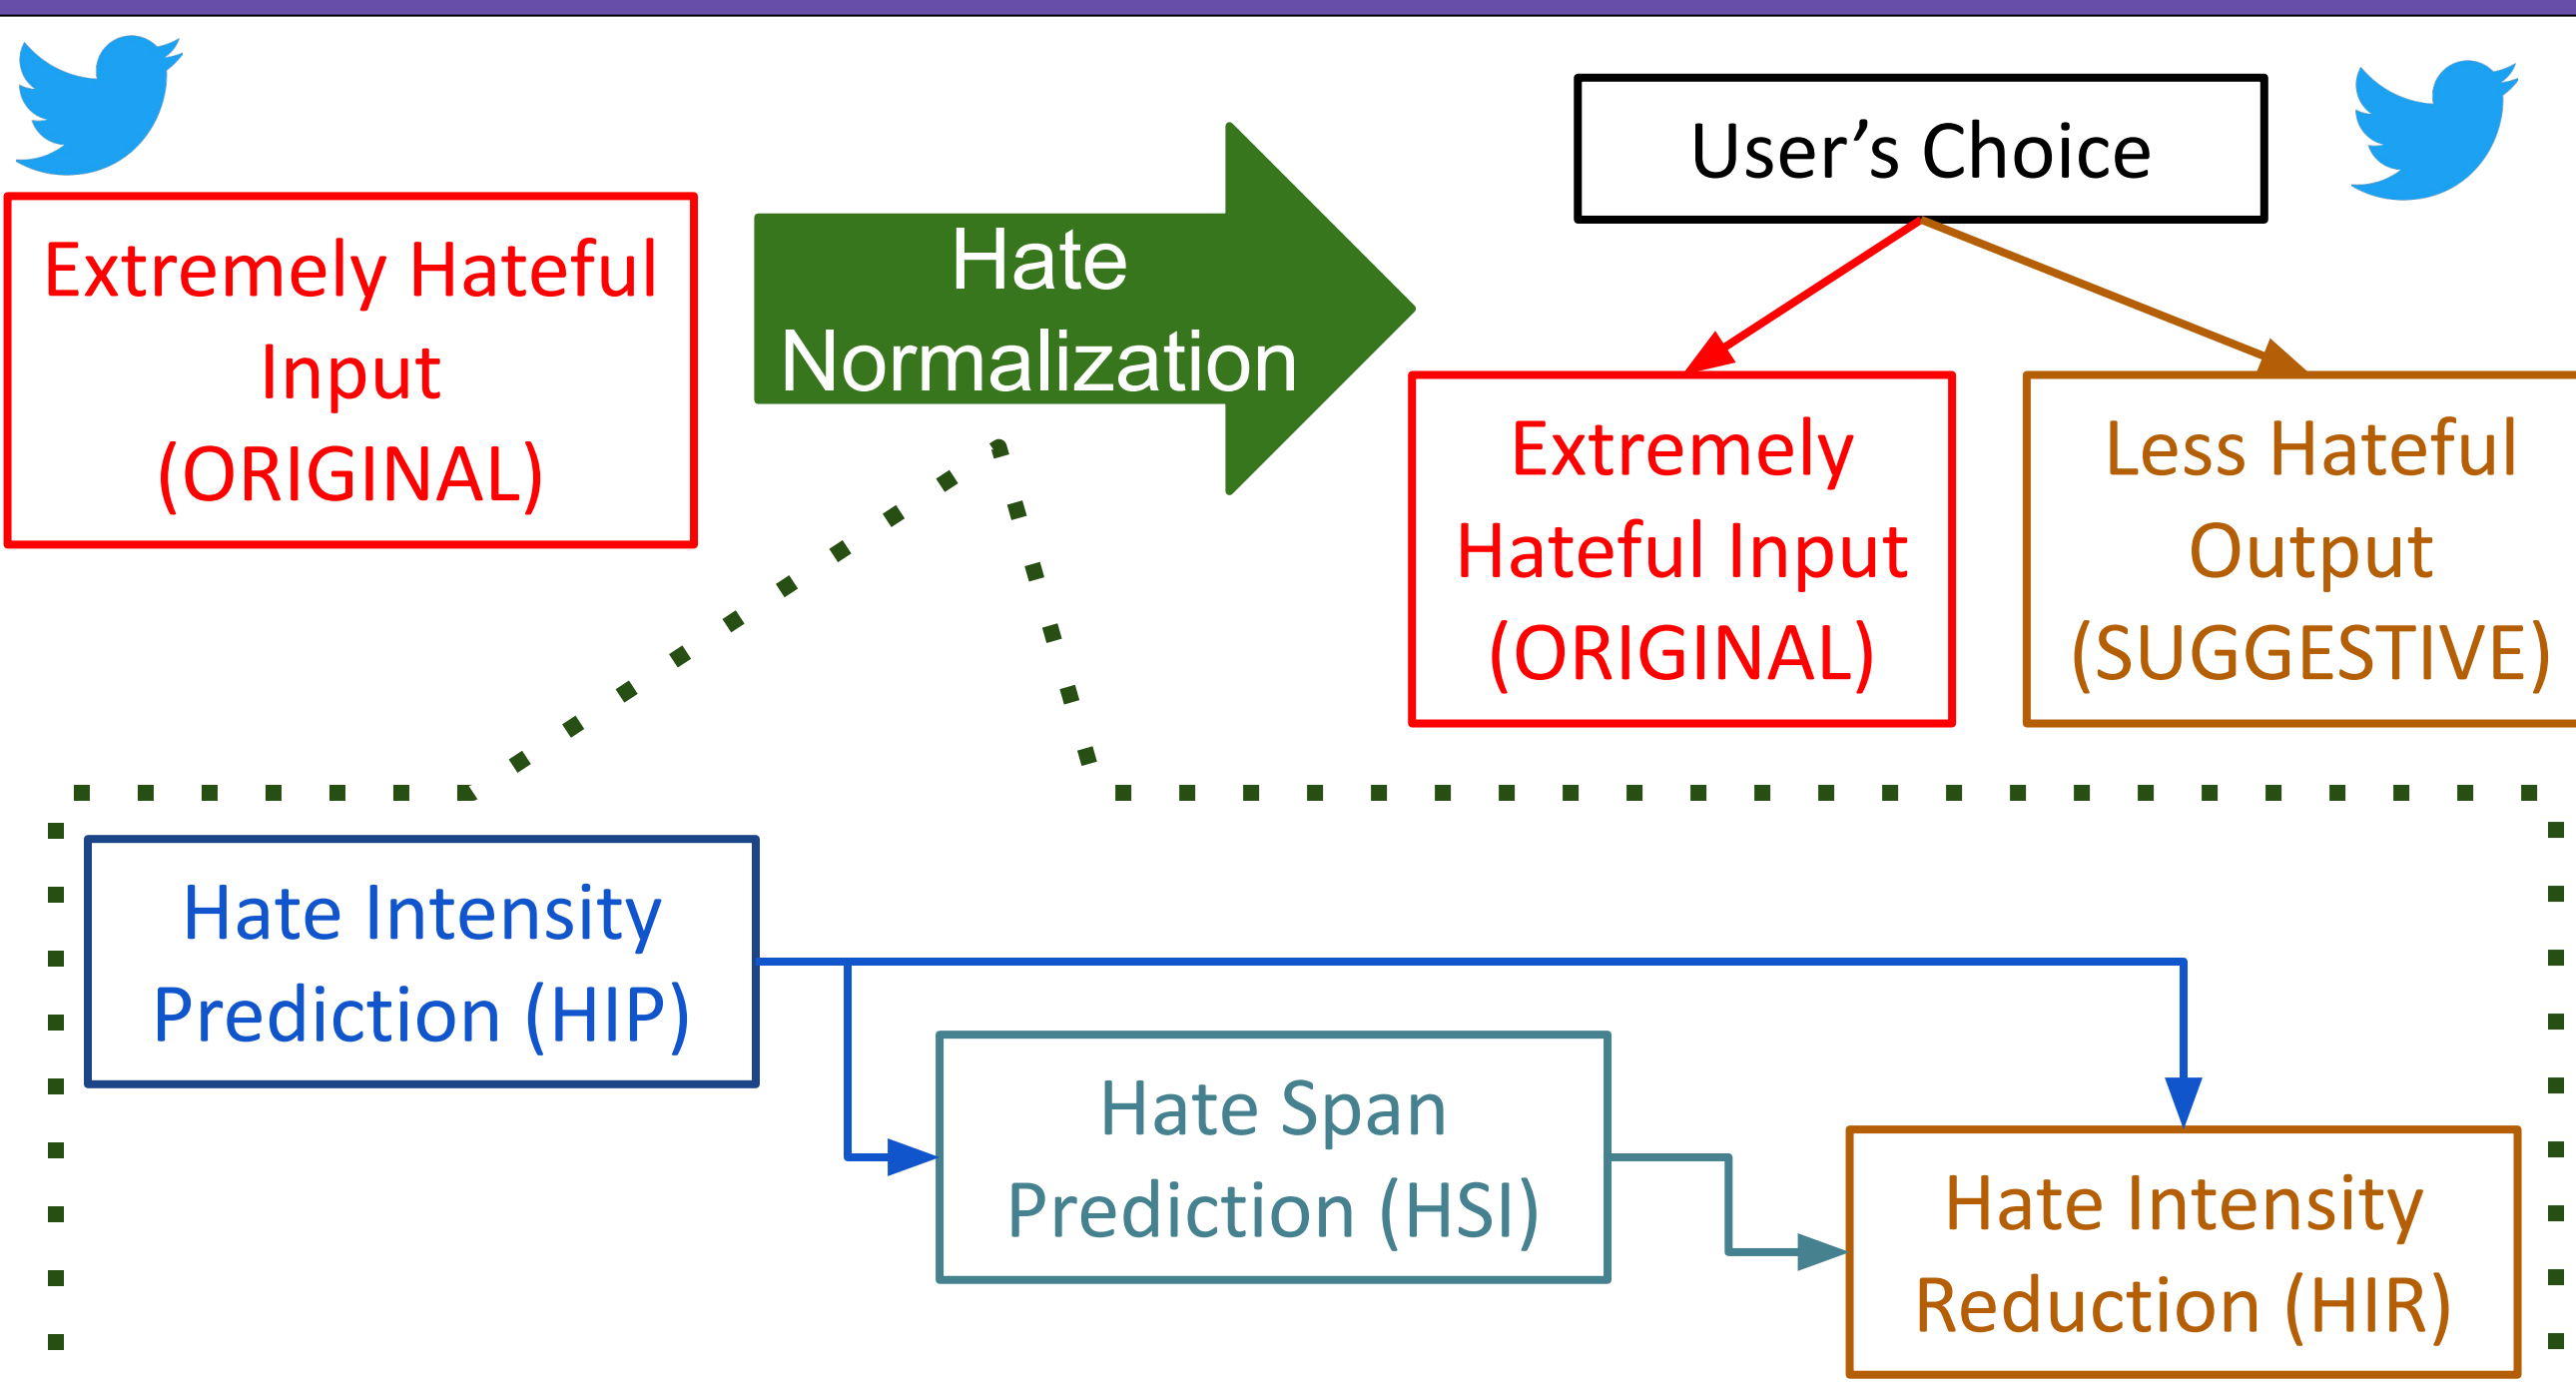 Extremely Hateful
Input
(ORIGINAL)
Hate
Normalization
User’s Choice
Extremely
Hateful Input
(ORIGINAL)
Less Hateful
Output
(SUGGESTIVE)
Hate Intensity
Prediction (HIP)
Hate Span
Prediction (HSI)
Hate Intensity
Reduction (HIR)